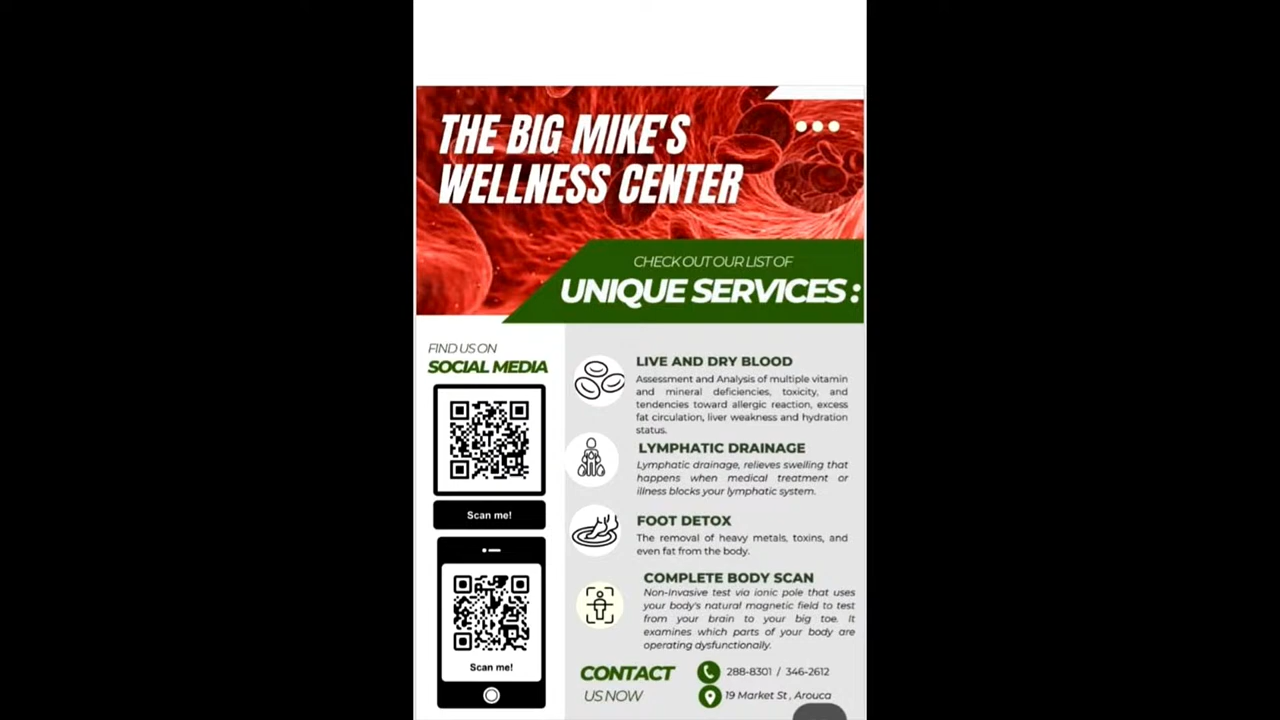 THE BIG MIKE'S
WELLNESS CENTER
CHECK OUT OUR LIST OF
UNIQUE SERVICES :
FIND US ON
SOCIAL MEDIA
Scan me!
Scan me!
LIVE AND DRY BLOOD
Assessment and Analysis of multiple vitamin
and mineral deficiencies, toxicity, and
tendencies toward allergic reaction, excess
fat circulation, liver weakness and hydration
status.
LYMPHATIC DRAINAGE
Lymphatic drainage, relieves swelling that
happens when medical treatment or
illness blocks your lymphatic system.
FOOT DETOX
The removal of heavy metals, toxins, and
even fat from the body.
COMPLETE BODY SCAN
Non-Invasive test via ionic pole that uses
your body's natural magnetic field to test
from your brain to your big toe. It
examines which parts of your body are
operating dysfunctionally.
CONTACT
US NOW
288-8301 / 346-2612
19 Market St , Arouca